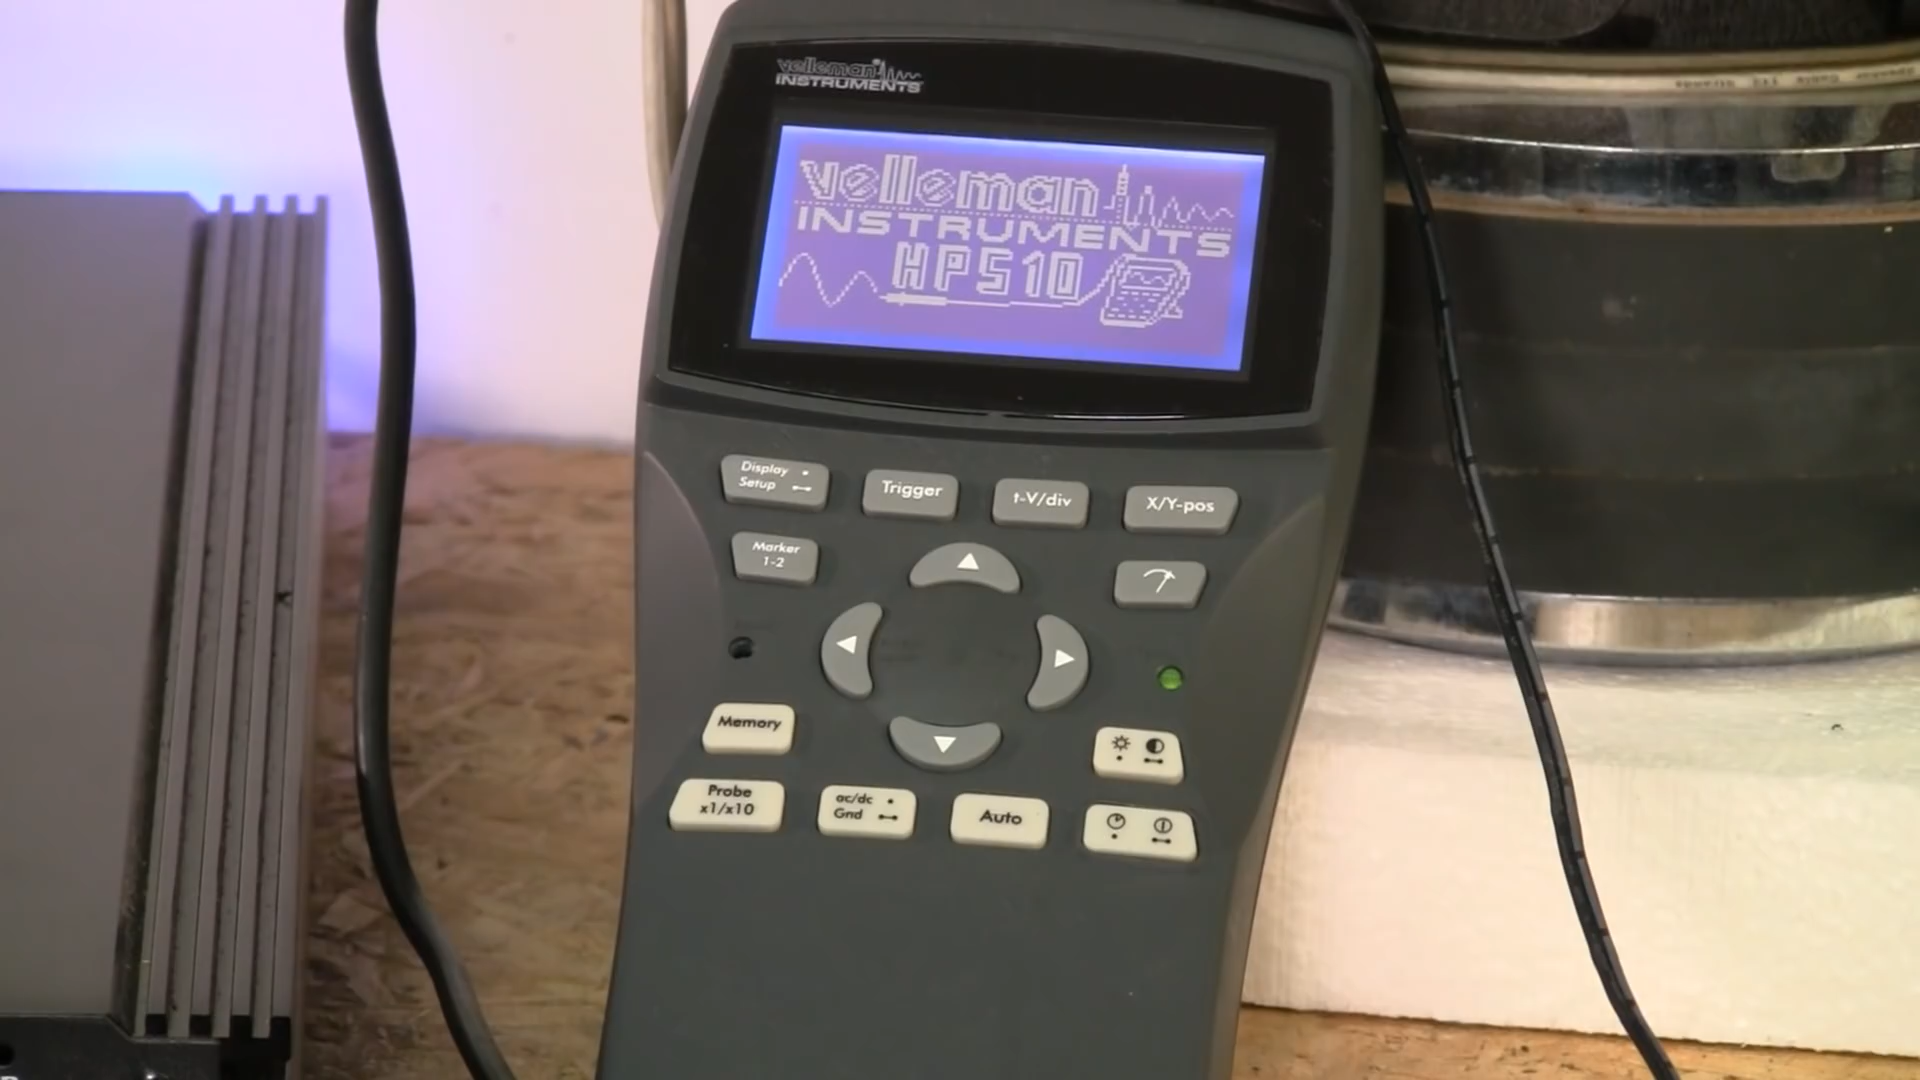 velleman
INSTRUMENTS
velleman
INSTRUMENTS
HPS10
Display
Setup
Trigger
t-V/div
X/Y-pos
Marker
1-2
Memory
Probe
x1/x10
ac/dc
Gnd
Auto